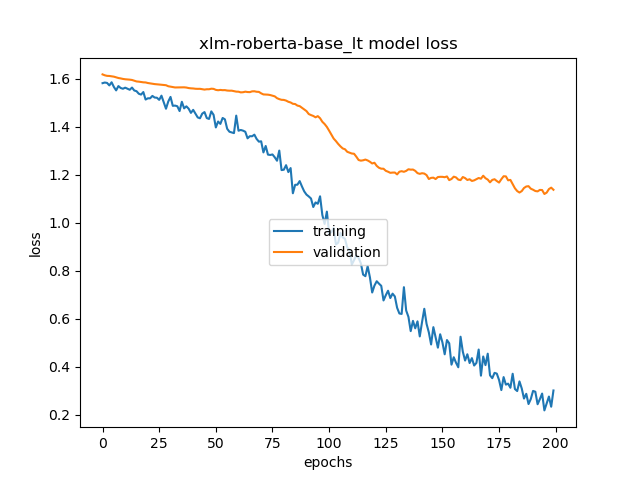 xlm-roberta-base_lt model loss
1.6
1.4
1.2
1.0
0.8
0.6
0.4
0.2
loss
training
validation
0 25 50 75 100 125 150 175 200
epochs